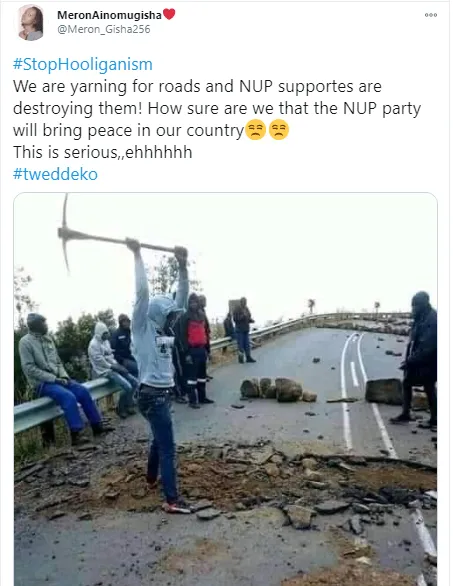 MeronAinomugisha❤️
@Meron_Gisha256
#StopHooliganism
We are yarning for roads and NUP supportes are
destroying them! How sure are we that the NUP party
will bring peace in our country😒😒
This is serious,,ehhhhhh
#tweddeko